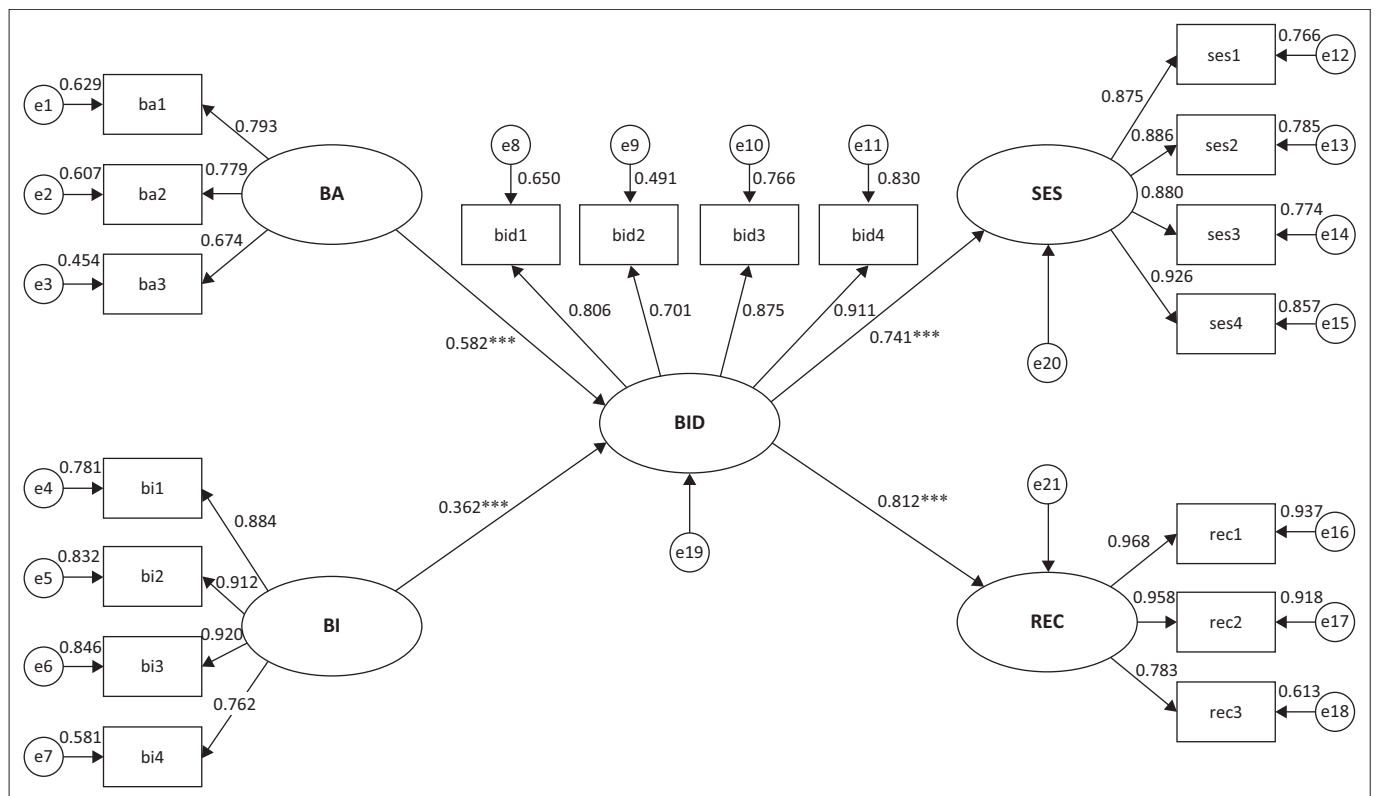 0.629
e1
ba1
0.793
0.607
e2
ba2
0.779
BA
0.454
e3
ba3
0.674
e8
0.650
bid1
e9
0.491
bid2
e10
0.766
bid3
e11
0.830
bid4
0.806
0.701
0.875
0.911
0.582***
0.741***
BID
e19
0.362***
0.812***
0.781
e4
bi1
0.884
0.832
e5
bi2
0.912
BI
0.846
e6
bi3
0.920
0.581
e7
bi4
0.762
SES
e20
0.875
ses1
0.766
e12
0.886
ses2
0.785
e13
0.880
ses3
0.774
e14
0.926
ses4
0.857
e15
e21
REC
0.968
rec1
0.937
e16
0.958
rec2
0.918
e17
0.783
rec3
0.613
e18